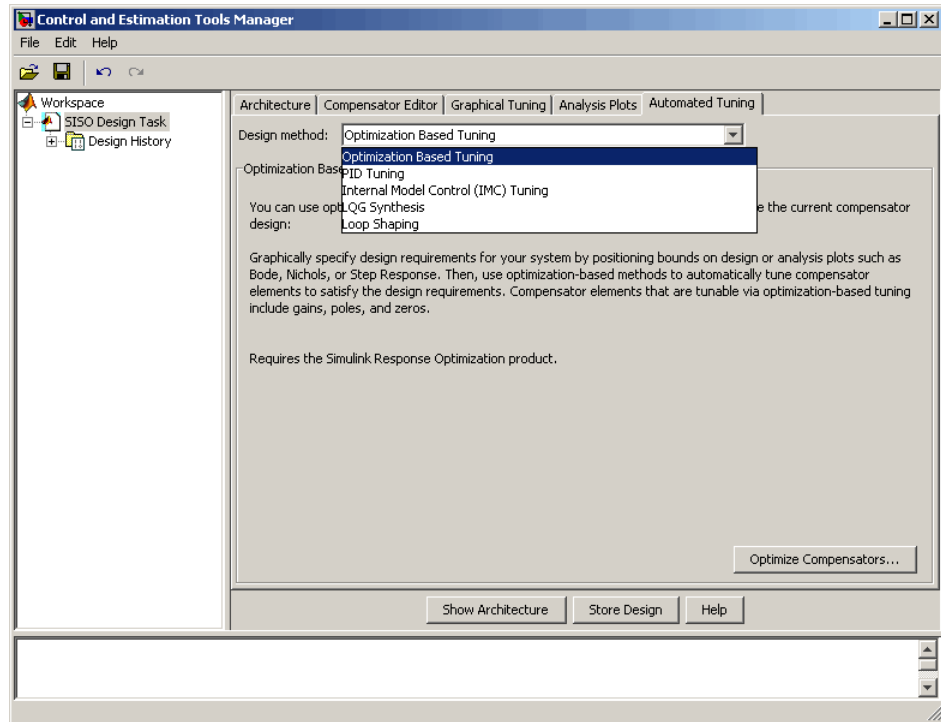 Control and Estimation Tools Manager
File Edit Help
Workspace
SISO Design Task
Design History
Architecture Compensator Editor Graphical Tuning Analysis Plots Automated Tuning
Design method: Optimization Based Tuning
Optimization Based Tuning
PID Tuning
Internal Model Control (IMC) Tuning
LQG Synthesis
Loop Shaping
Optimization Bas
You can use opt e the current compensator
design:
Graphically specify design requirements for your system by positioning bounds on design or analysis plots such as
Bode, Nichols, or Step Response. Then, use optimization-based methods to automatically tune compensator
elements to satisfy the design requirements. Compensator elements that are tunable via optimization-based tuning
include gains, poles, and zeros.
Requires the Simulink Response Optimization product.
Optimize Compensators...
Show Architecture Store Design Help